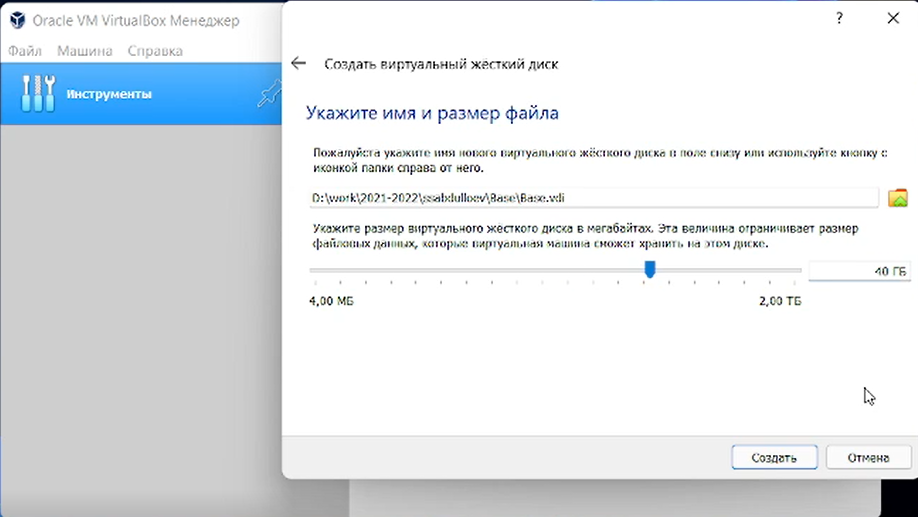 Oracle VM VirtualBox Менеджер
Файл Машина Справка
Инструменты
?
Создать виртуальный жёсткий диск
Укажите имя и размер файла
Пожалуйста укажите имя нового виртуального жёсткого диска в поле снизу или используйте кнопку с
иконкой папки справа от него.
D:\work\2021-2022\ssabdulloev\Base\Base.vdi
Укажите размер виртуального жёсткого диска в мегабайтах. Эта величина ограничивает размер
файловых данных, которые виртуальная машина сможет хранить на этом диске.
40 ГБ
4,00 МБ 2,00 ТБ
Создать Отмена